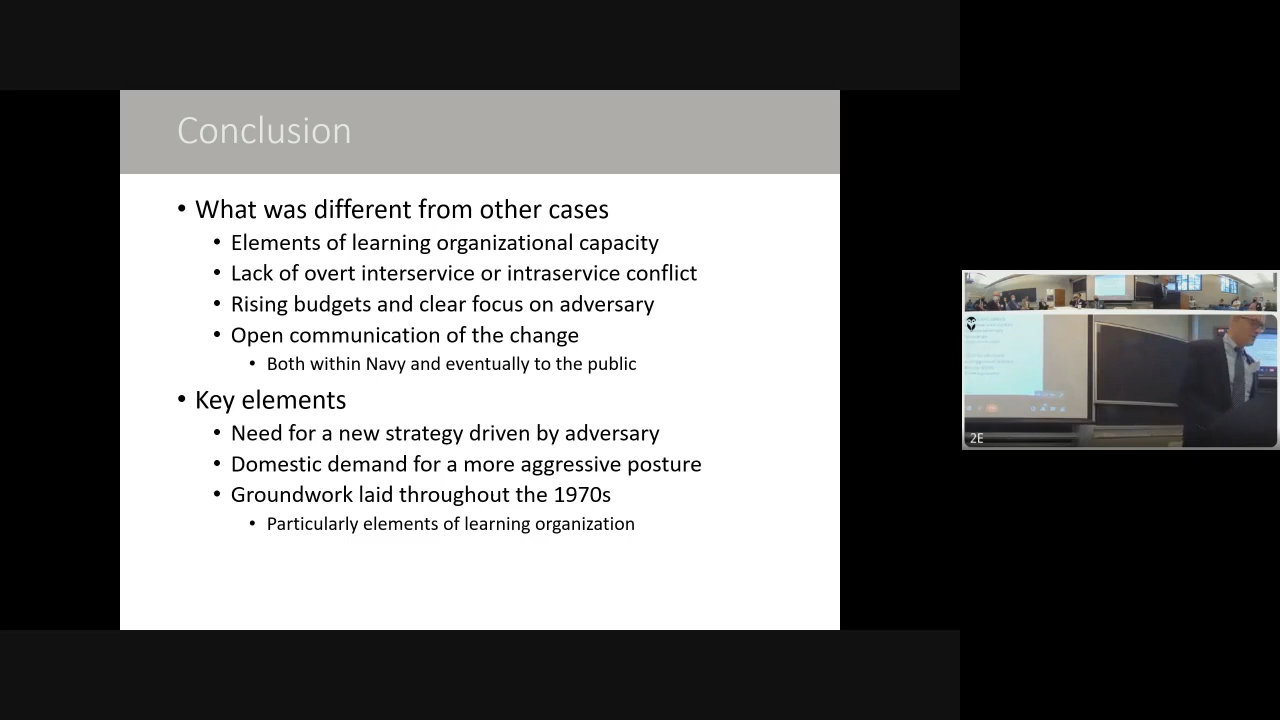 Conclusion
• What was different from other cases
• Elements of learning organizational capacity
• Lack of overt interservice or intraservice conflict
• Rising budgets and clear focus on adversary
• Open communication of the change
• Both within Navy and eventually to the public
• Key elements
• Need for a new strategy driven by adversary
• Domestic demand for a more aggressive posture
• Groundwork laid throughout the 1970s
• Particularly elements of learning organization
2E